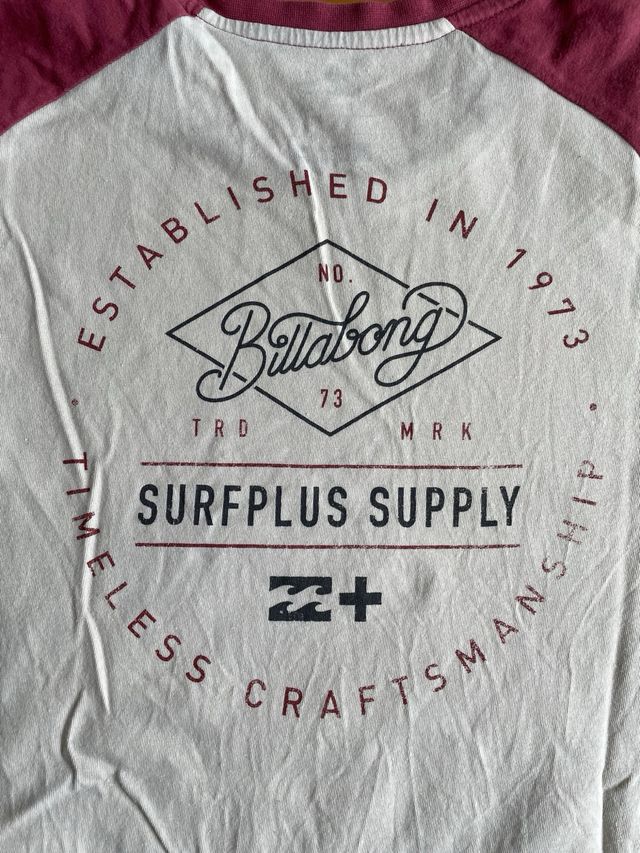 ESTABLISHED IN 1973
NO.
Billabong
73
TRD MRK
SURFPLUS SUPPLY
TIMELESS CRAFTSMANSHIP